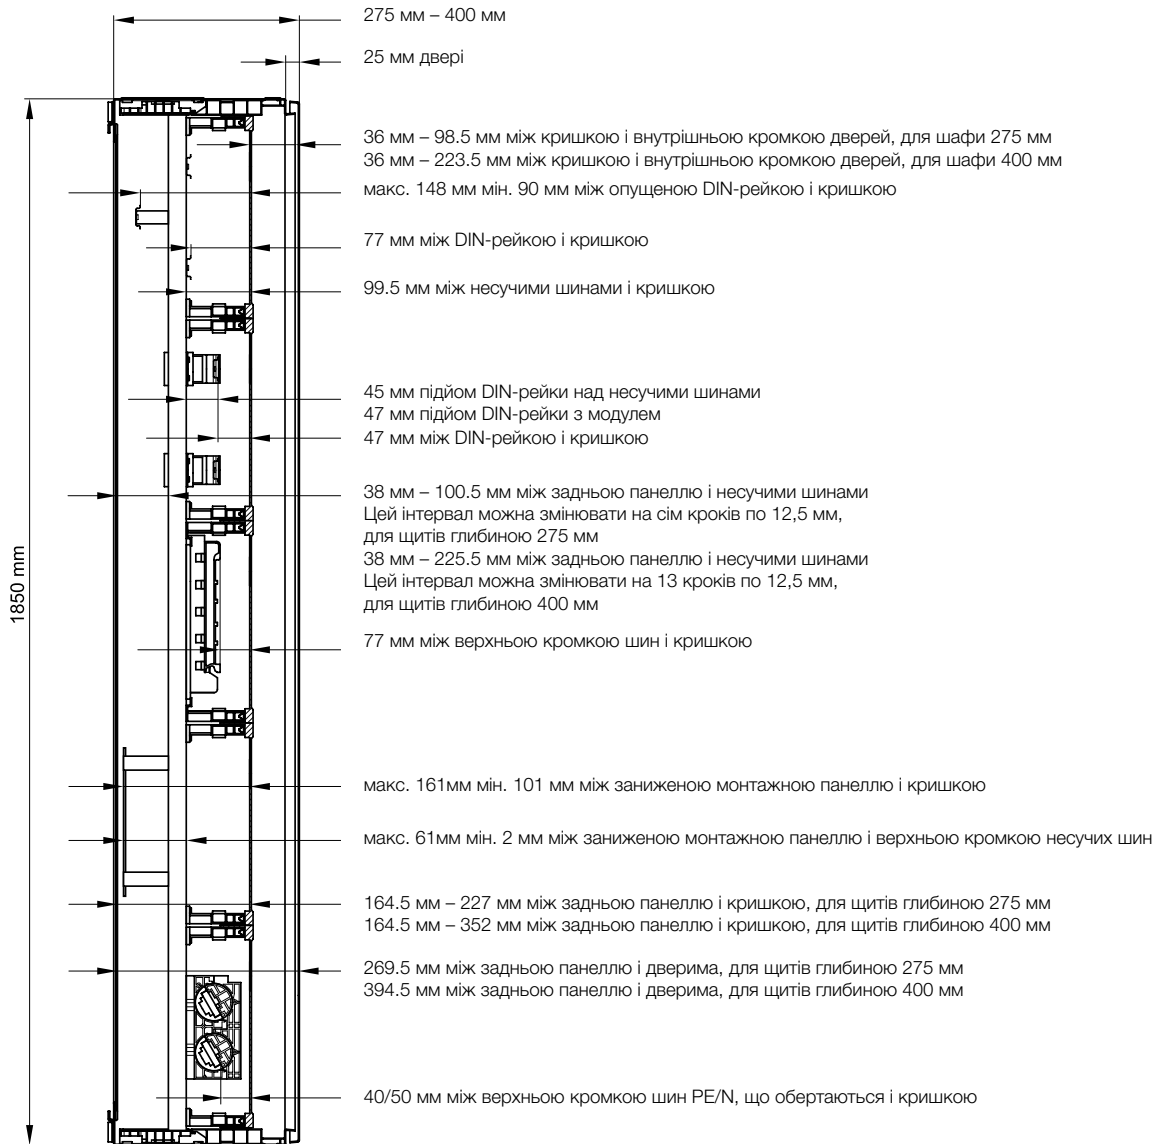 275 мм – 400 мм
25 мм двері
36 мм – 98.5 мм між кришкою і внутрішньою кромкою дверей, для шафи 275 мм
36 мм – 223.5 мм між кришкою і внутрішньою кромкою дверей, для шафи 400 мм
макс. 148 мм мін. 90 мм між опущеною DIN-рейкою і кришкою
77 мм між DIN-рейкою і кришкою
99.5 мм між несучими шинами і кришкою
45 мм підйом DIN-рейки над несучими шинами
47 мм підйом DIN-рейки з модулем
47 мм між DIN-рейкою і кришкою
38 мм – 100.5 мм між задньою панеллю і несучими шинами
Цей інтервал можна змінювати на сім кроків по 12,5 мм,
для щитів глибиною 275 мм
38 мм – 225.5 мм між задньою панеллю і несучими шинами
Цей інтервал можна змінювати на 13 кроків по 12,5 мм,
для щитів глибиною 400 мм
1850 mm
77 мм між верхньою кромкою шин і кришкою
макс. 161мм мін. 101 мм між заниженою монтажною панеллю і кришкою
макс. 61мм мін. 2 мм між заниженою монтажною панеллю і верхньою кромкою несучих шин
164.5 мм – 227 мм між задньою панеллю і кришкою, для щитів глибиною 275 мм
164.5 мм – 352 мм між задньою панеллю і кришкою, для щитів глибиною 400 мм
269.5 мм між задньою панеллю і дверима, для щитів глибиною 275 мм
394.5 мм між задньою панеллю і дверима, для щитів глибиною 400 мм
40/50 мм між верхньою кромкою шин PE/N, що обертаються і кришкою